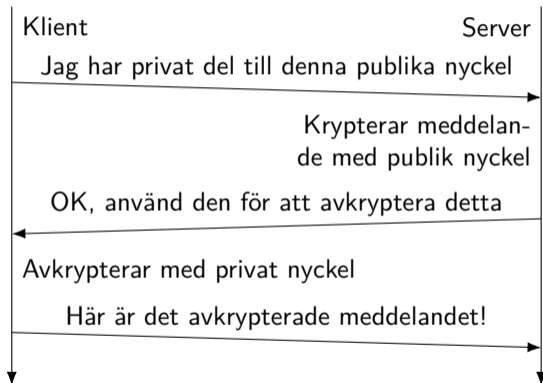 Klient
Server
Jag har privat del till denna publika nyckel
Krypterar meddelan-
de med publik nyckel
OK, använd den för att avkryptera detta
Avkrypterar med privat nyckel
Här är det avkrypterade meddelandet!